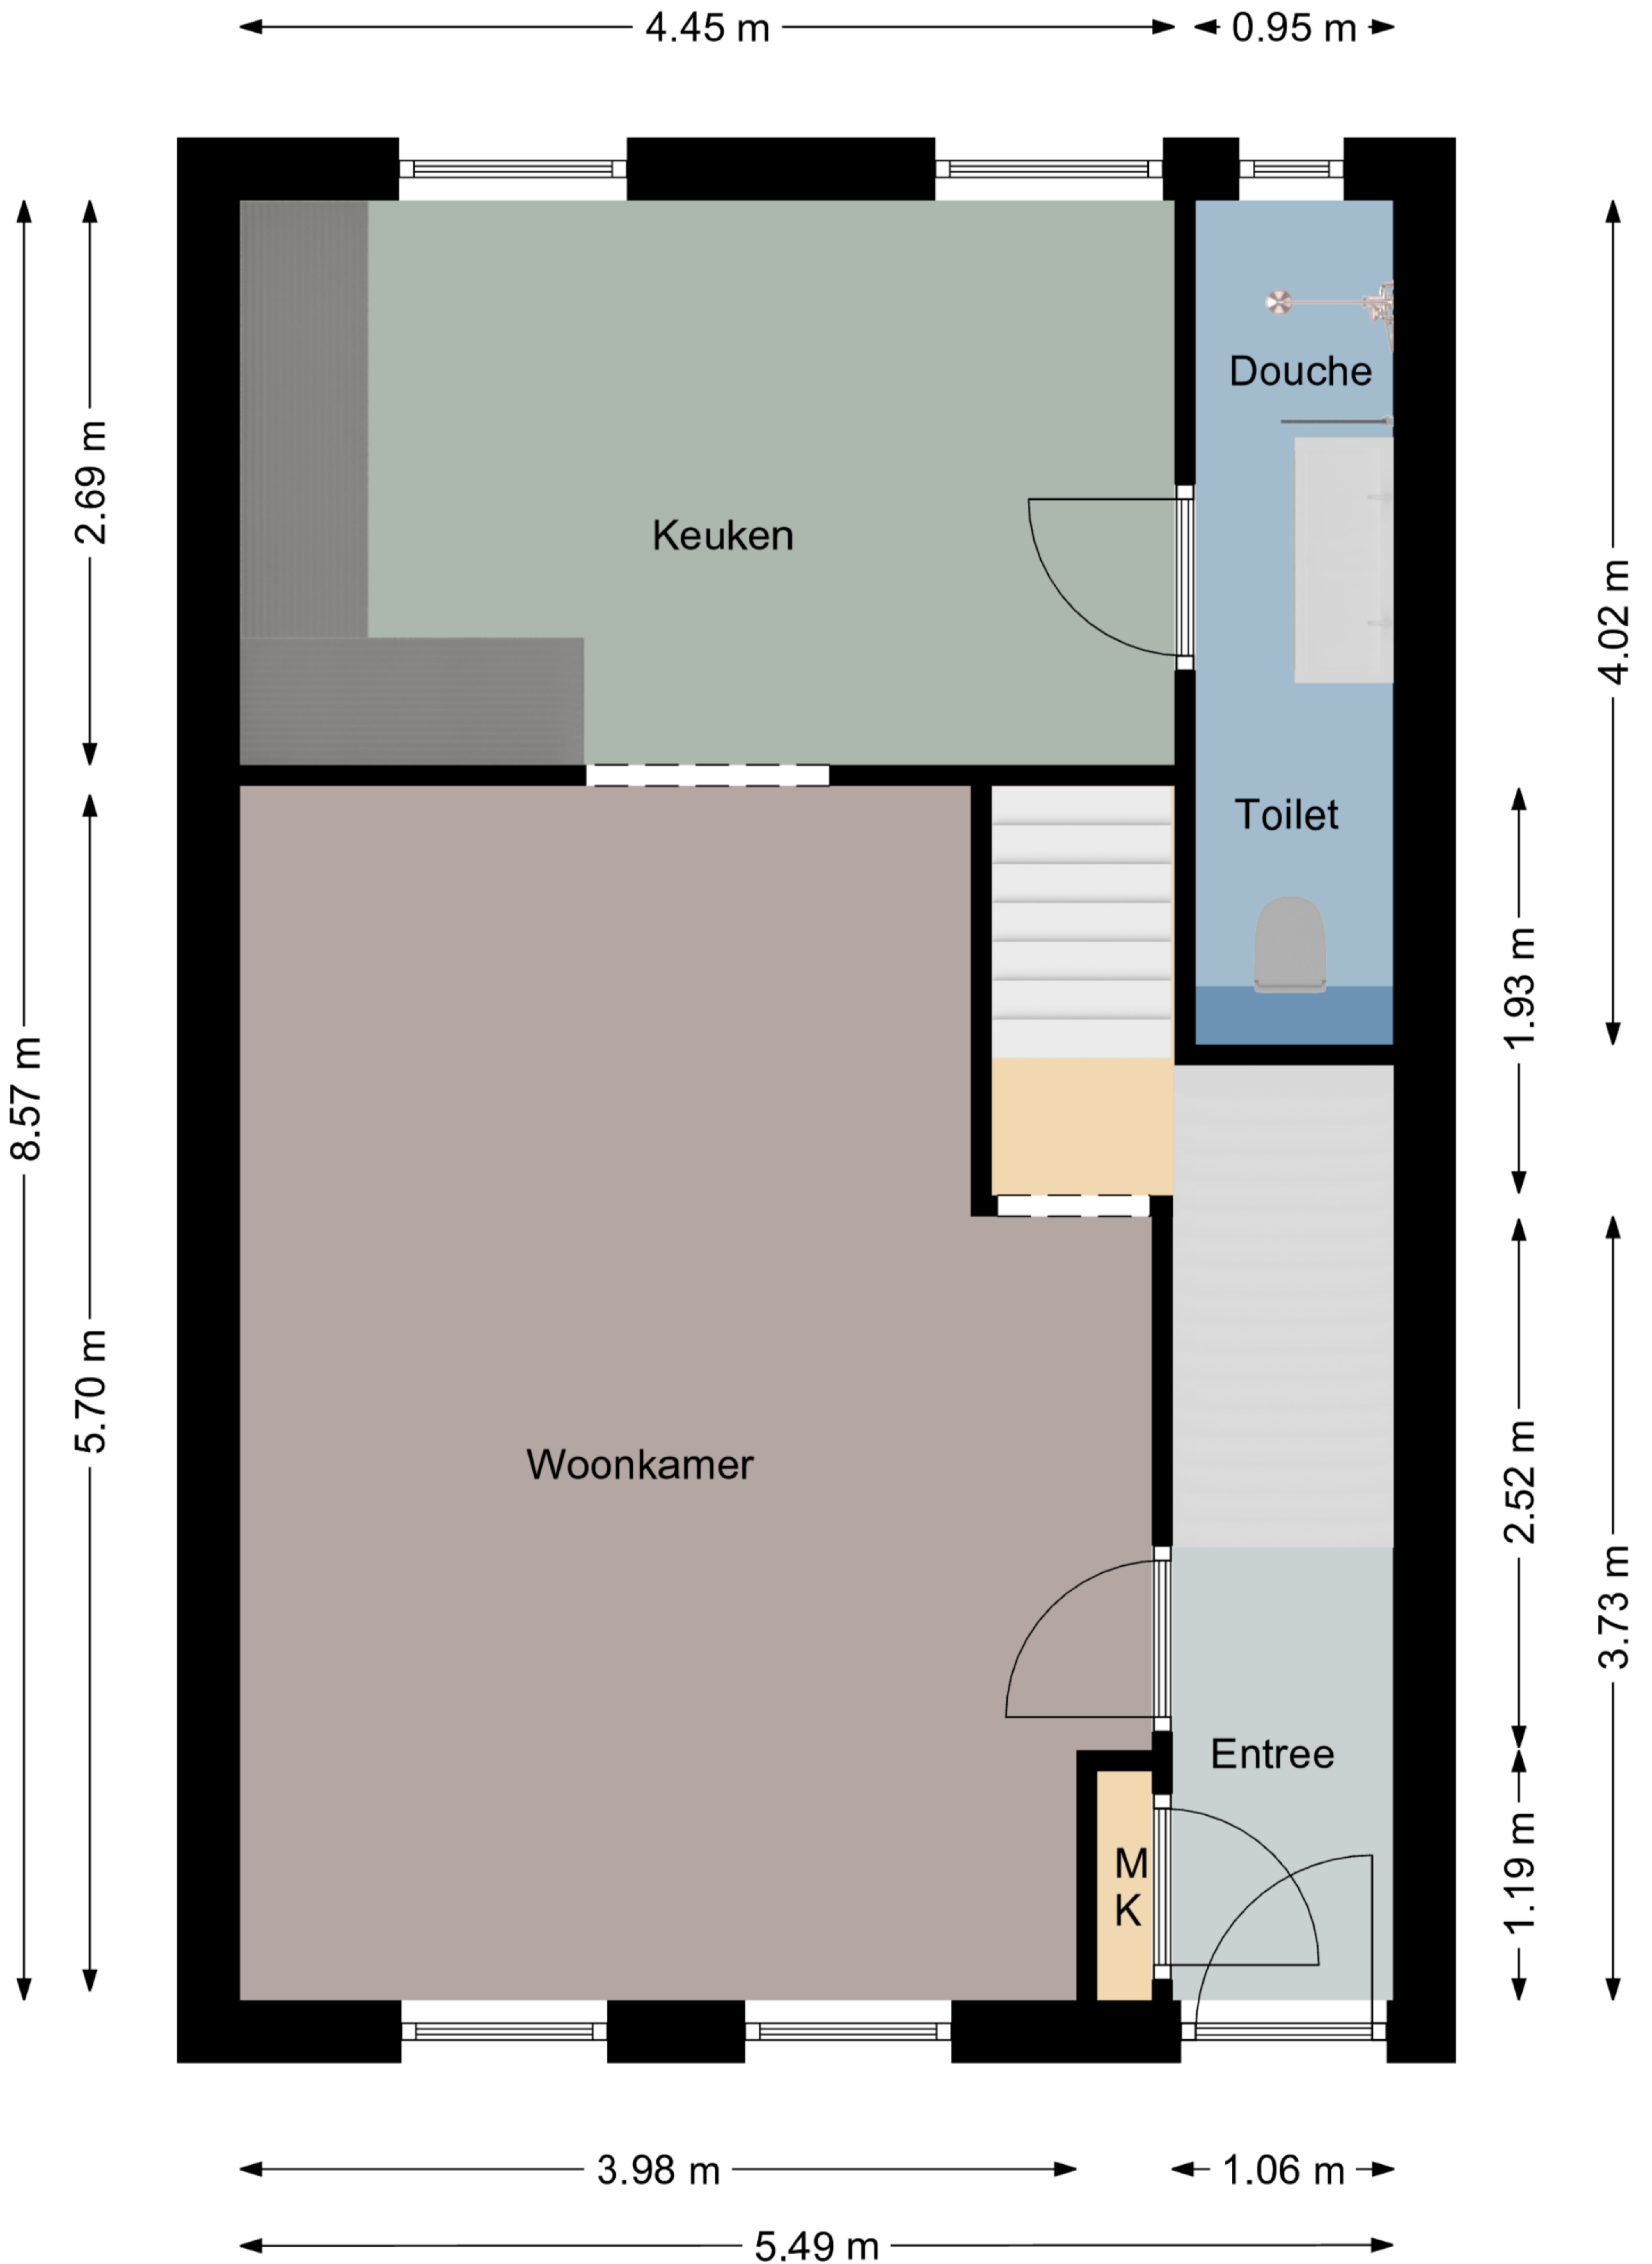 4.45 m
0.95 m
2.69 m
8.57 m
5.70 m
Keuken
Douche
Toilet
4.02 m
1.93 m
2.52 m
3.73 m
1.19 m
Woonkamer
Entree
M
K
3.98 m
1.06 m
5.49 m